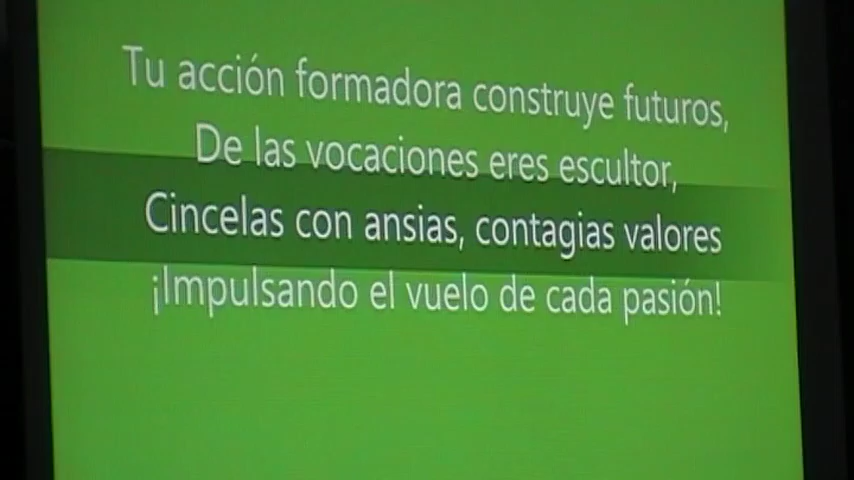 Tu acción formadora construye futuros,
De las vocaciones eres escultor,
Cincelas con ansias, contagias valores
¡Impulsando el vuelo de cada pasión!